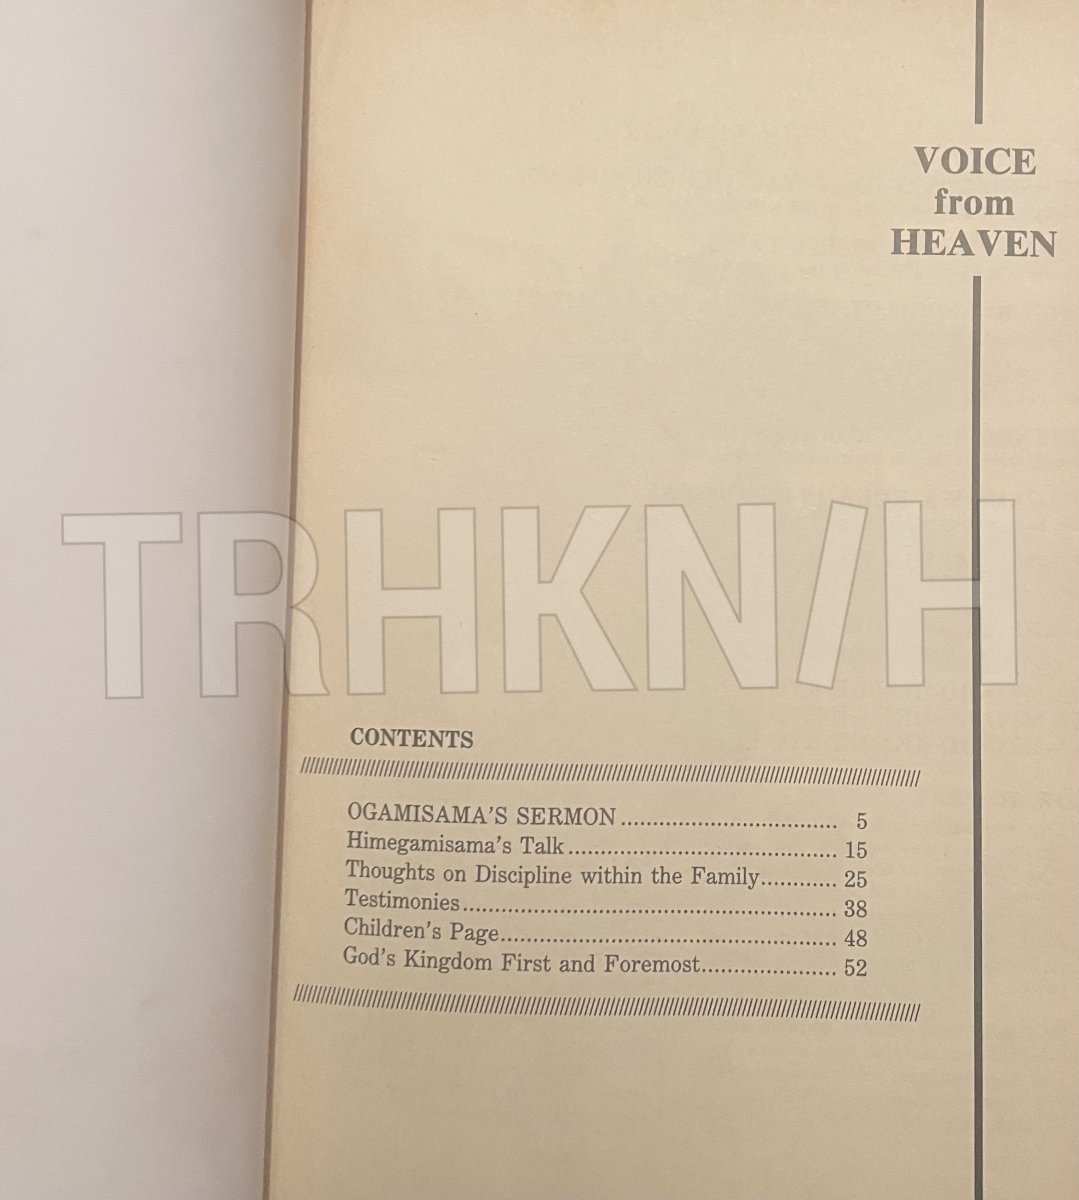 VOICE
from
HEAVEN
TRHKN/H
CONTENTS
OGAMISAMA'S SERMON.................................. 5
Himegamisama's Talk.......................................... 15
Thoughts on Discipline within the Family............ 25
Testimonies........................................................... 38
Children's Page..................................................... 48
God's Kingdom First and Foremost..................... 52